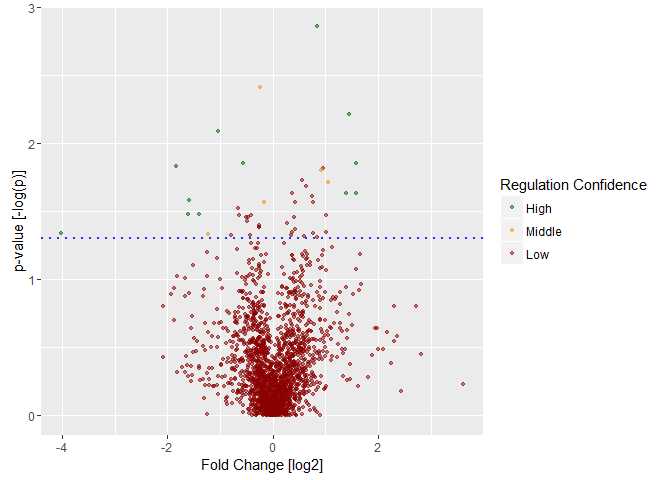 3
2
1
0
p-value [-log(p)]
-4
-2
0
2
Fold Change [log2]
Regulation Confidence
High
Middle
Low